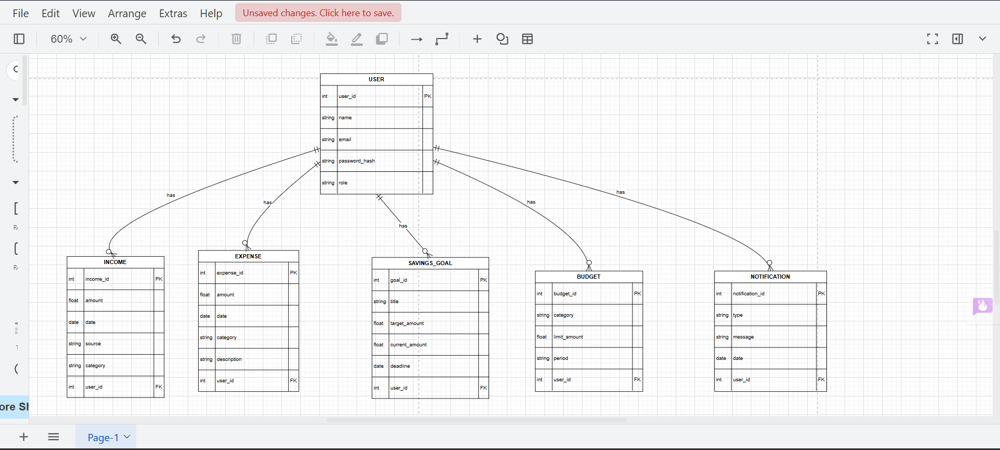 File Edit View Arrange Extras Help Unsaved changes. Click here to save.
60%
USER
int user_id PK
string name
string email
string password_hash
string role
has
has
has
has
has
INCOME
int income_id PK
float amount
date date
string source
string category
int user_id FK
EXPENSE
int expense_id PK
float amount
date date
string category
string description
int user_id FK
SAVINGS_GOAL
int goal_id PK
string title
float target_amount
float current_amount
date deadline
int user_id FK
BUDGET
int budget_id PK
string category
float limit_amount
string period
int user_id FK
NOTIFICATION
int notification_id PK
string type
string message
date date
int user_id FK
ore Sh
Page-1